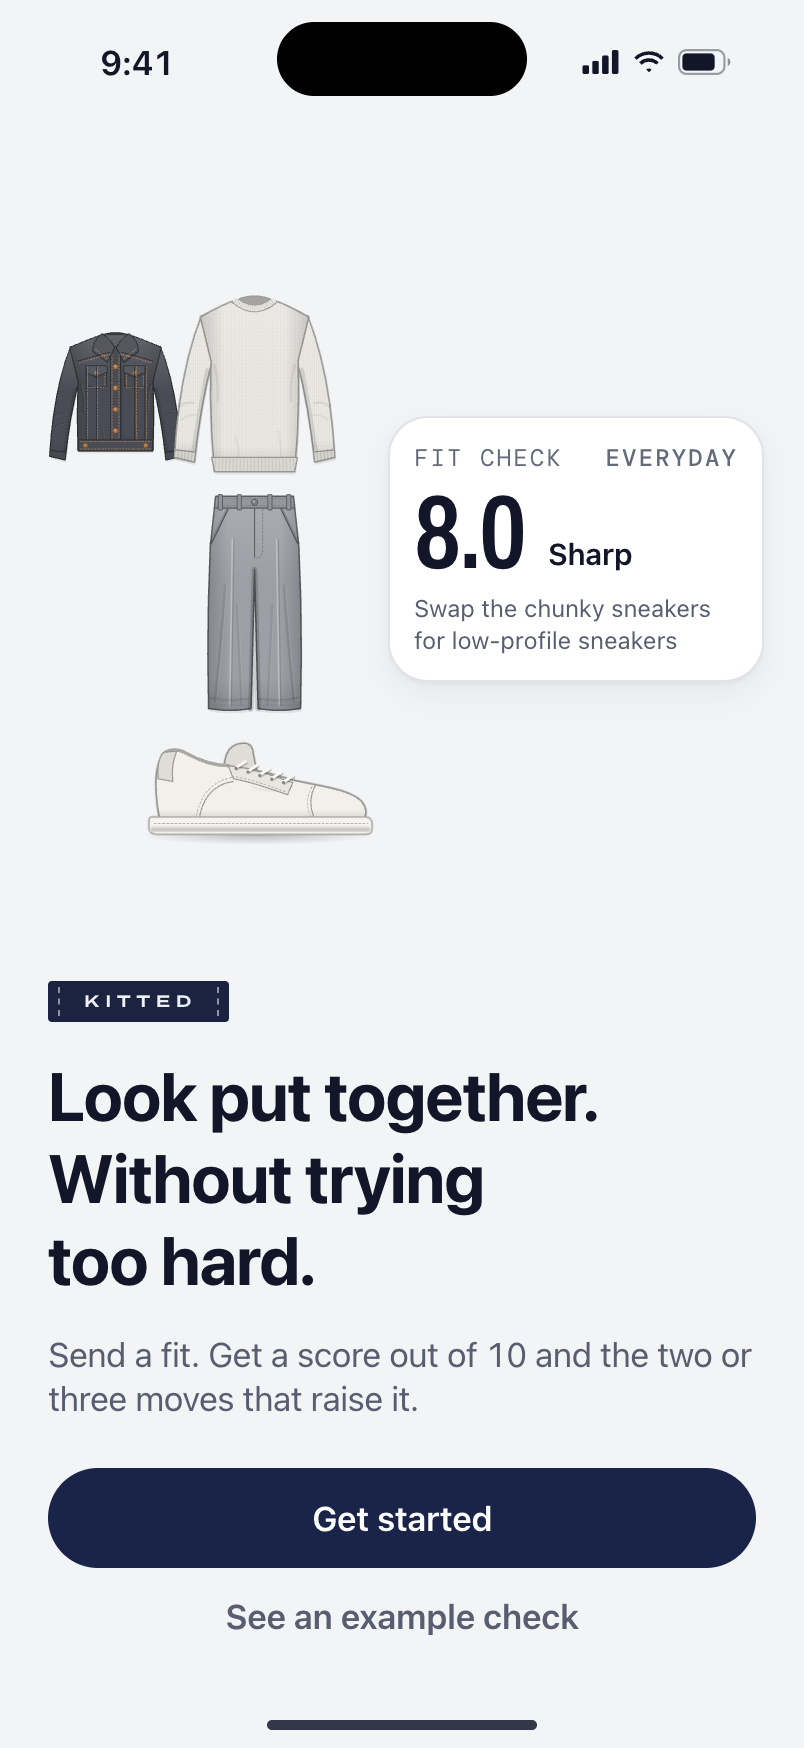 9:41
FIT CHECK EVERYDAY
8.0 Sharp
Swap the chunky sneakers
for low-profile sneakers
KITTED
Look put together.
Without trying
too hard.
Send a fit. Get a score out of 10 and the two or
three moves that raise it.
Get started
See an example check